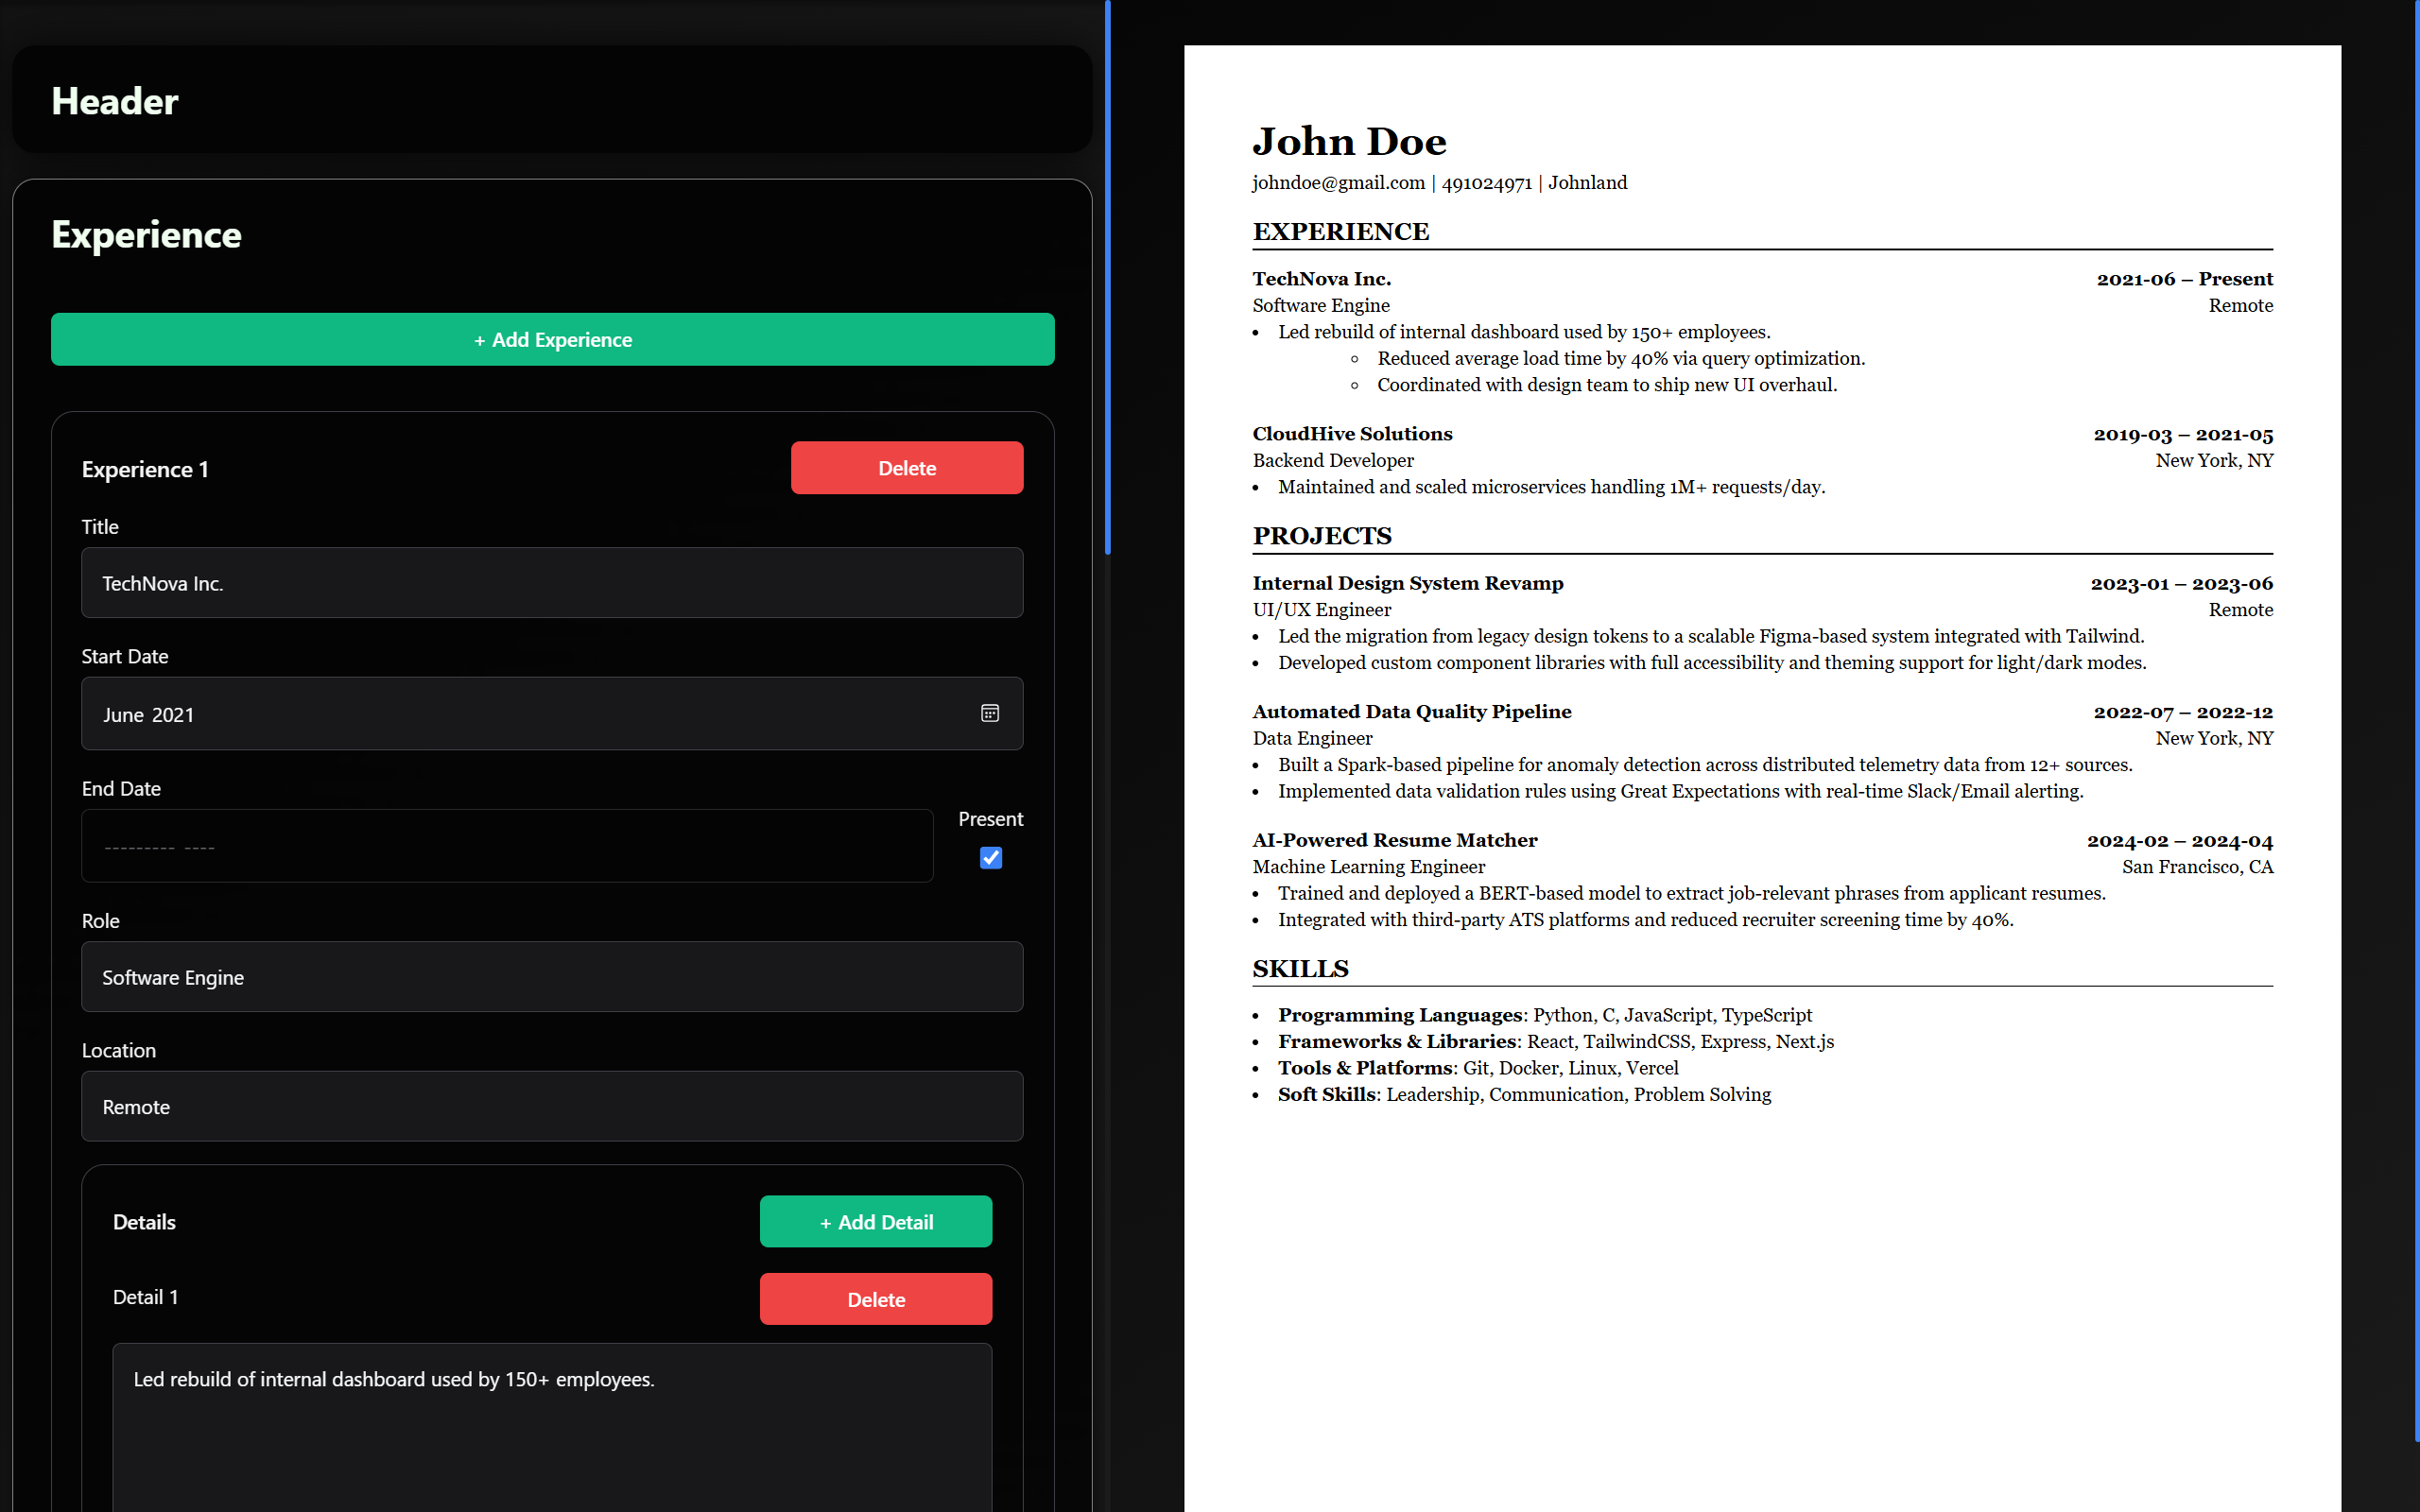 Header
Experience
+ Add Experience
Experience 1
Delete
Title
TechNova Inc.
Start Date
June 2021
End Date
--------- ----
Present
Role
Software Engine
Location
Remote
Details
+ Add Detail
Detail 1
Delete
Led rebuild of internal dashboard used by 150+ employees.
John Doe
johndoe@gmail.com | 491024971 | Johnland
EXPERIENCE
TechNova Inc. 2021-06 – Present
Software Engine Remote
• Led rebuild of internal dashboard used by 150+ employees.
◦ Reduced average load time by 40% via query optimization.
◦ Coordinated with design team to ship new UI overhaul.
CloudHive Solutions 2019-03 – 2021-05
Backend Developer New York, NY
• Maintained and scaled microservices handling 1M+ requests/day.
PROJECTS
Internal Design System Revamp 2023-01 – 2023-06
UI/UX Engineer Remote
• Led the migration from legacy design tokens to a scalable Figma-based system integrated with Tailwind.
• Developed custom component libraries with full accessibility and theming support for light/dark modes.
Automated Data Quality Pipeline 2022-07 – 2022-12
Data Engineer New York, NY
• Built a Spark-based pipeline for anomaly detection across distributed telemetry data from 12+ sources.
• Implemented data validation rules using Great Expectations with real-time Slack/Email alerting.
AI-Powered Resume Matcher 2024-02 – 2024-04
Machine Learning Engineer San Francisco, CA
• Trained and deployed a BERT-based model to extract job-relevant phrases from applicant resumes.
• Integrated with third-party ATS platforms and reduced recruiter screening time by 40%.
SKILLS
• Programming Languages: Python, C, JavaScript, TypeScript
• Frameworks & Libraries: React, TailwindCSS, Express, Next.js
• Tools & Platforms: Git, Docker, Linux, Vercel
• Soft Skills: Leadership, Communication, Problem Solving